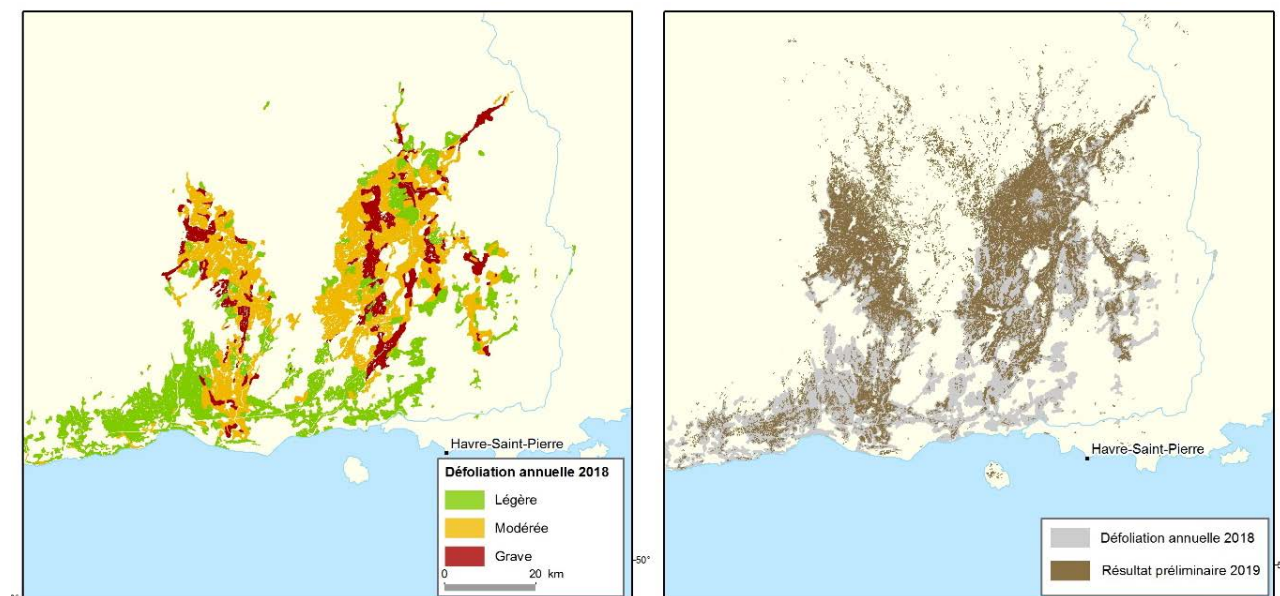 Havre-Saint-Pierre
Défoliation annuelle 2018
Légère
Modérée
Grave
0 20 km
50°
Havre-Saint-Pierre
Défoliation annuelle 2018
Résultat préliminaire 2019